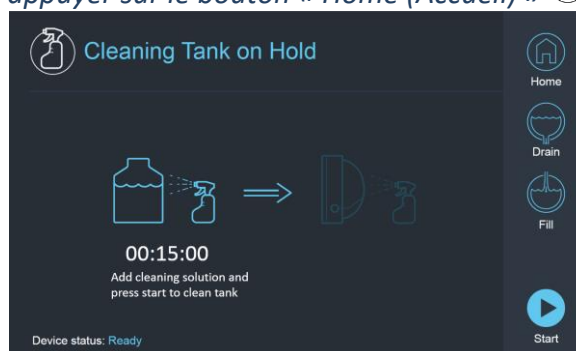 appuyer sur le bouton « Home (Accueil) »
Cleaning Tank on Hold
Home
Drain
Fill
00:15:00
Add cleaning solution and
press start to clean tank
Device status: Ready
Start